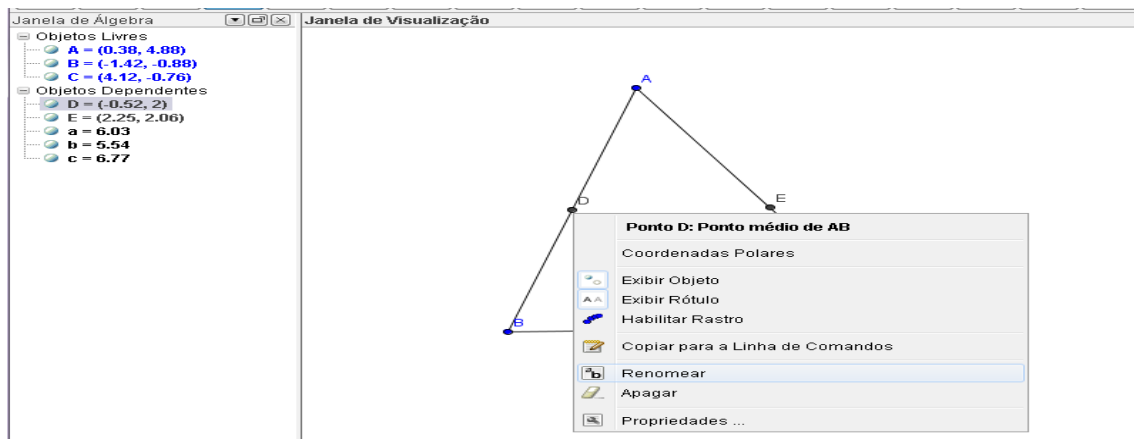 Janela de Álgebra
Objetos Livres
A = (0.38, 4.88)
B = (-1.42, -0.88)
C = (4.12, -0.76)
Objetos Dependentes
D = (-0.52, 2)
E = (2.25, 2.06)
a = 6.03
b = 5.54
c = 6.77
Janela de Visualização
A
D
E
B
Ponto D: Ponto médio de AB
Coordenadas Polares
Exibir Objeto
AA Exibir Rótulo
Habilitar Rastro
Copiar para a Linha de Comandos
ab Renomear
Apagar
Propriedades ...